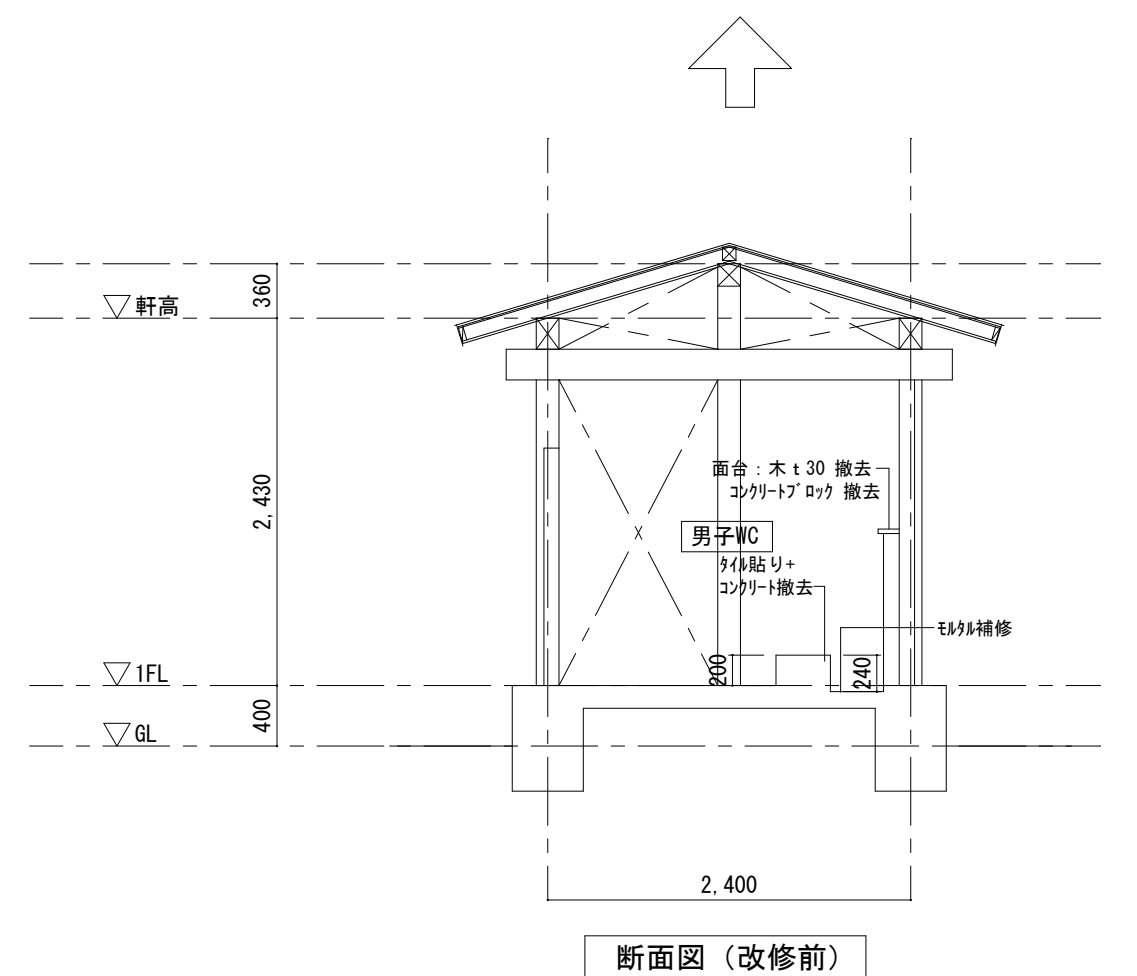 360
軒高
2,430
面台：木ｔ30 撤去
ｺﾝｸﾘｰﾄﾌﾞﾛｯｸ 撤去
男子WC
ﾀｲﾙ貼り+
ｺﾝｸﾘｰﾄ撤去
ﾓﾙﾀﾙ補修
200
240
1FL
400
GL
2,400
断面図（改修前）